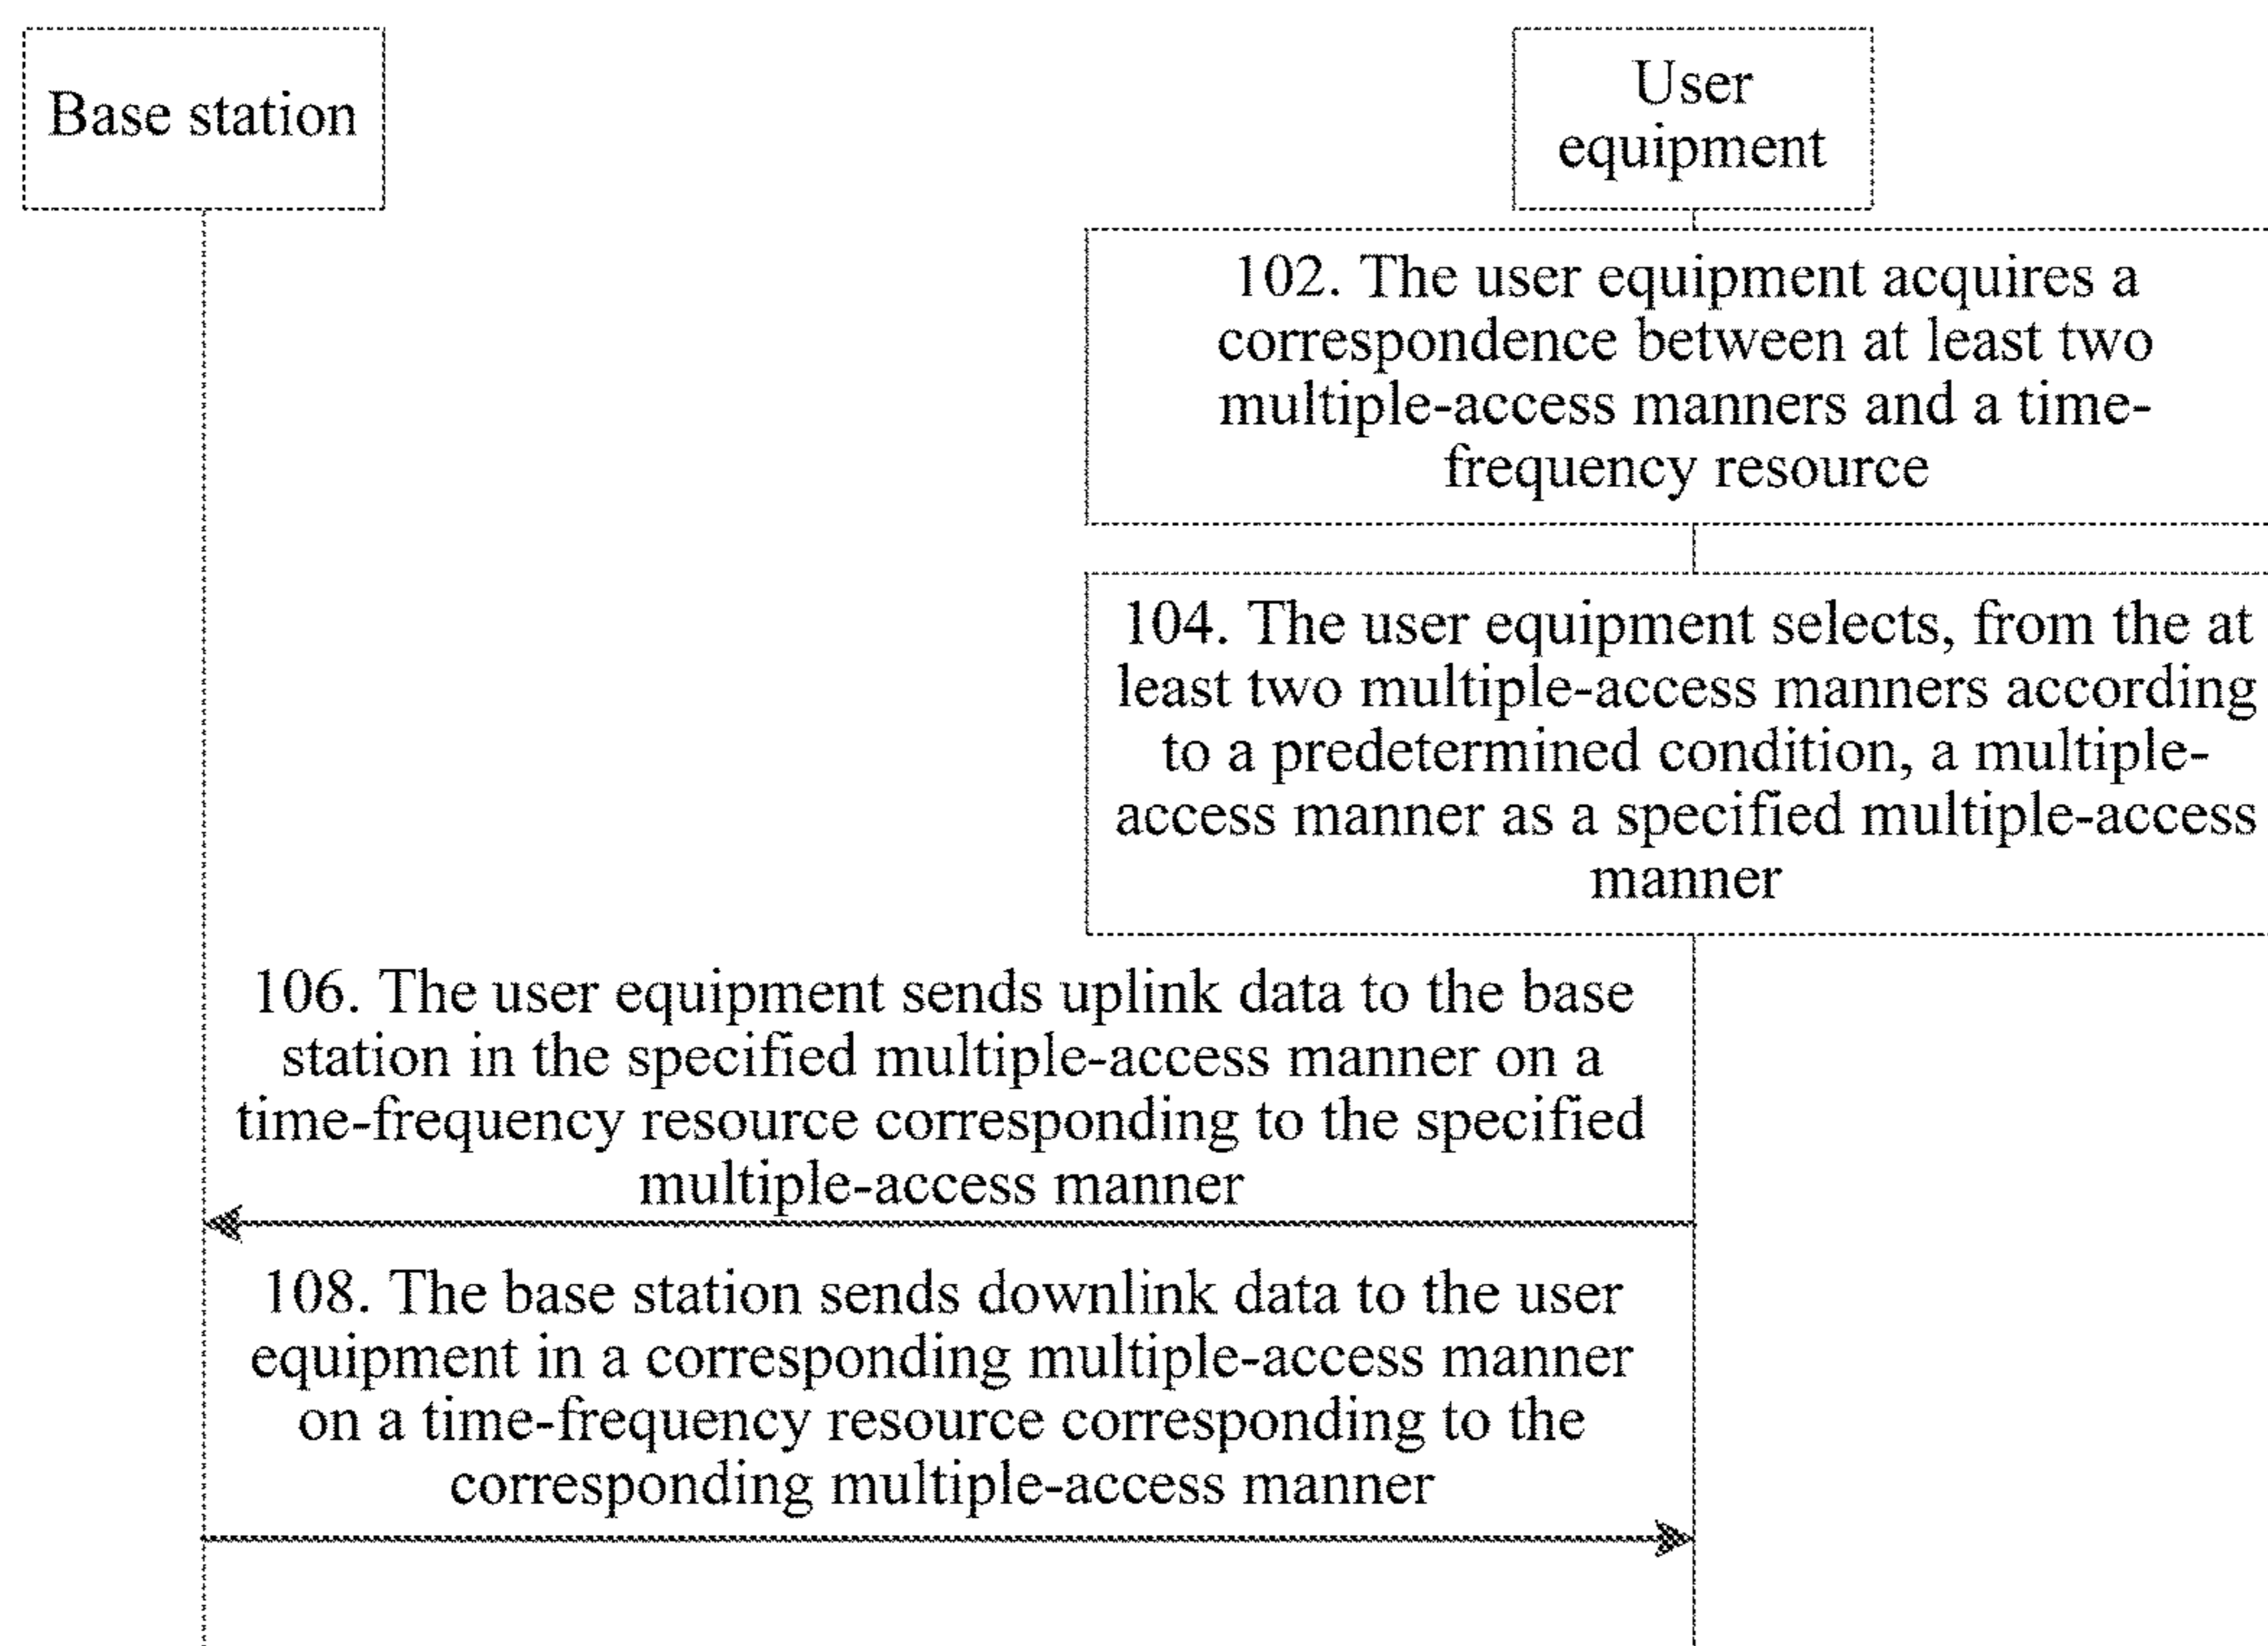 Base station
User
equipment
102. The user equipment acquires a
correspondence between at least two
multiple-access manners and a time-
frequency resource
104. The user equipment selects, from the at
least two multiple-access manners according
to a predetermined condition, a multiple-
access manner as a specified multiple-access
manner
106. The user equipment sends uplink data to the base
station in the specified multiple-access manner on a
time-frequency resource corresponding to the specified
multiple-access manner
108. The base station sends downlink data to the user
equipment in a corresponding multiple-access manner
on a time-frequency resource corresponding to the
corresponding multiple-access manner